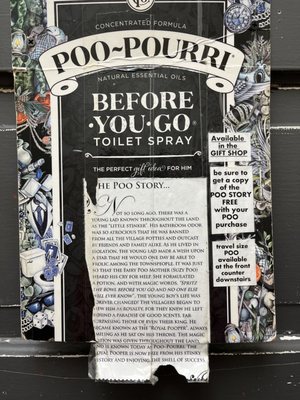 CONCENTRATED FORMULA
POO~POURRI
NATURAL ESSENTIAL OILS
BEFORE
·YOU·GO®
TOILET SPRAY
THE PERFECT gift idea FOR HIM
Available
in the
GIFT SHOP
be sure to
get a copy
of the
POO STORY
FREE
with your
POO
purchase
travel size
POO
available
at the front
counter
downstairs
HE POO STORY...
NOT SO LONG AGO, THERE WAS A
YOUNG LAD KNOWN THROUGHOUT THE LAND
AS THE "LITTLE STINKER". HIS BATHROOM ODOR
WAS SO ATROCIOUS THAT HE WAS BANNED
FROM ALL THE VILLAGE PETTIES AND OUTCAST
BY FRIENDS AND FAMILY ALIKE. AS HE LIVED IN
ISOLATION, THE YOUNG LAD MADE A WISH UPON
A STAR THAT HE WOULD ONE DAY BE ABLE TO
FROLIC AMONG THE TOWNSPEOPLE. IT WAS JUST
SO THAT THE FAIRY POO MOTHER (SUZY POO)
HEARD HIS CRY FOR HELP. SHE FORMULATED
A POTION, AND WITH MAGIC WORDS, "SPRITZ
THE BOWL BEFORE YOU GO AND NO ONE ELSE
WILL EVER KNOW". THE YOUNG BOY'S LIFE WAS
FOREVER CHANGED! THE VILLAGERS BEGAN TO
VIEW HIM AS ROYALTY, FOR THEY KNEW HE LEFT
BEHIND A PARADISE OF GOOD SCENTS, FAR
SURPASSING THOSE OF EVEN THEIR KING. HE
BECAME KNOWN AS THE "ROYAL POOPER", ALWAYS
SMILING AS HE SAT ON HIS THRONE. THE MAGIC
POTION WAS GIVEN THROUGHOUT THE LAND,
AND IS KNOWN TODAY AS POO~POURRI. THE
ROYAL POOPER IS NOW FREE FROM HIS STINKY
HISTORY AND ENJOYING THE SMELL OF SUCCESS.